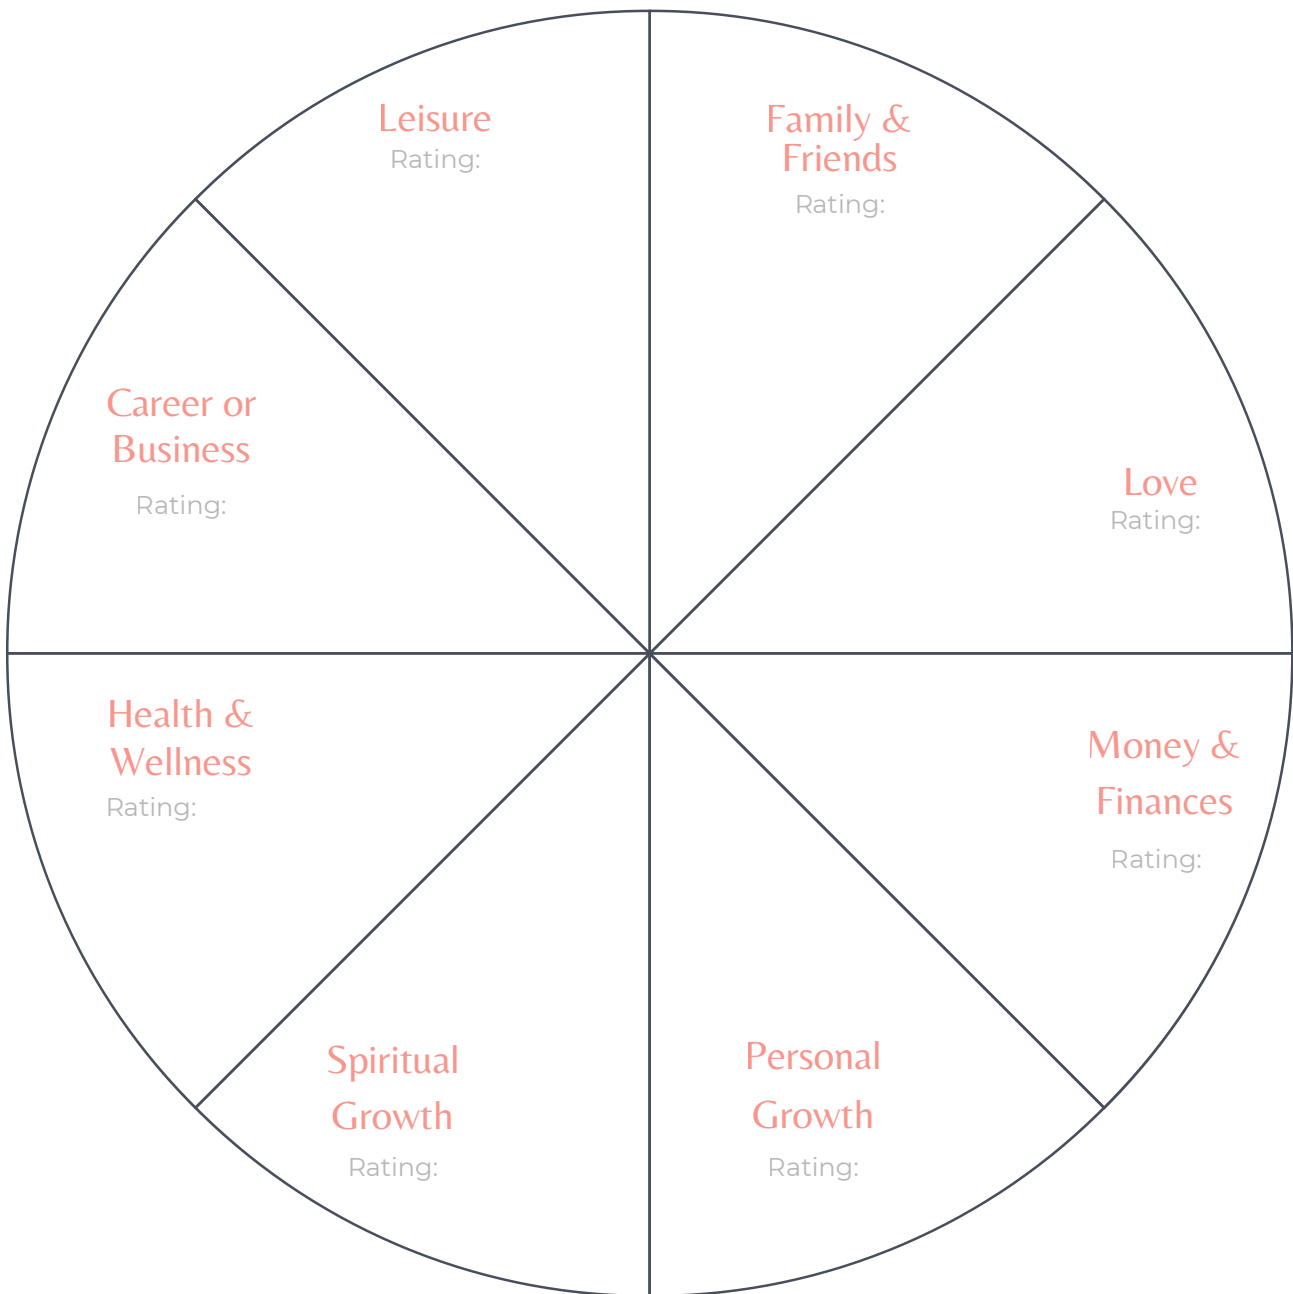 Leisure
Rating:
Family &
Friends
Rating:
Career or
Business
Rating:
Love
Rating:
Health &
Wellness
Rating:
Money &
Finances
Rating:
Spiritual
Growth
Rating:
Personal
Growth
Rating: